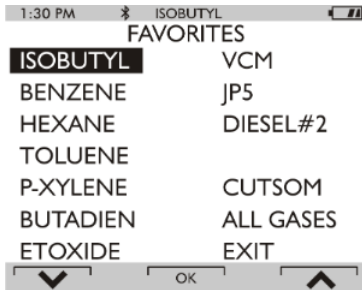 1:30 PM ISOBUTYL
FAVORITES
ISOBUTYL VCM
BENZENE JP5
HEXANE DIESEL#2
TOLUENE
P-XYLENE CUTSOM
BUTADIEN ALL GASES
ETOXIDE EXIT
OK